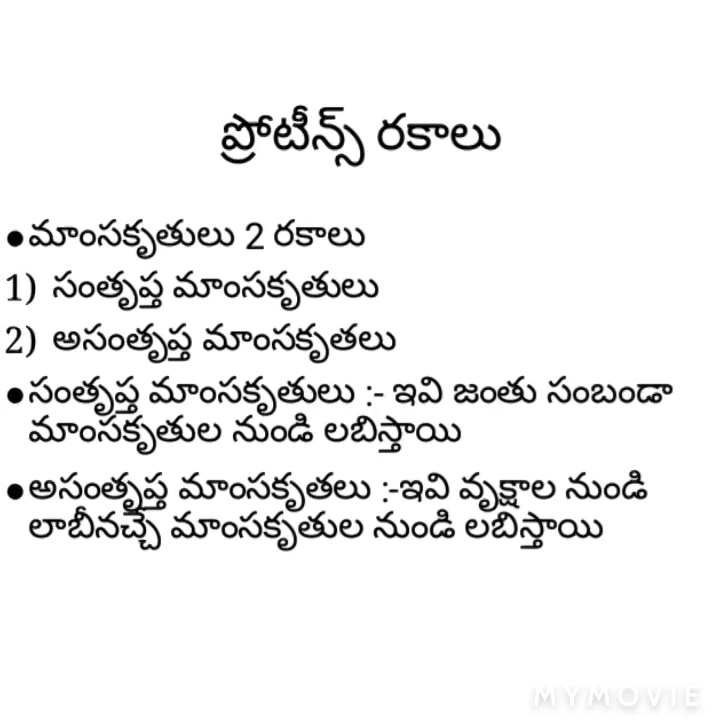 ప్రోటీన్స్ రకాలు
•మాంసకృతులు 2 రకాలు
1) సంతృప్త మాంసకృతులు
2) అసంతృప్త మాంసకృతలు
•సంతృప్త మాంసకృతులు :- ఇవి జంతు సంబండా
మాంసకృతుల నుండి లబిస్తాయి
•అసంతృప్త మాంసకృతలు :-ఇవి వృక్షాల నుండి
లాబీనచ్చే మాంసకృతుల నుండి లబిస్తాయి
MYMOVIE